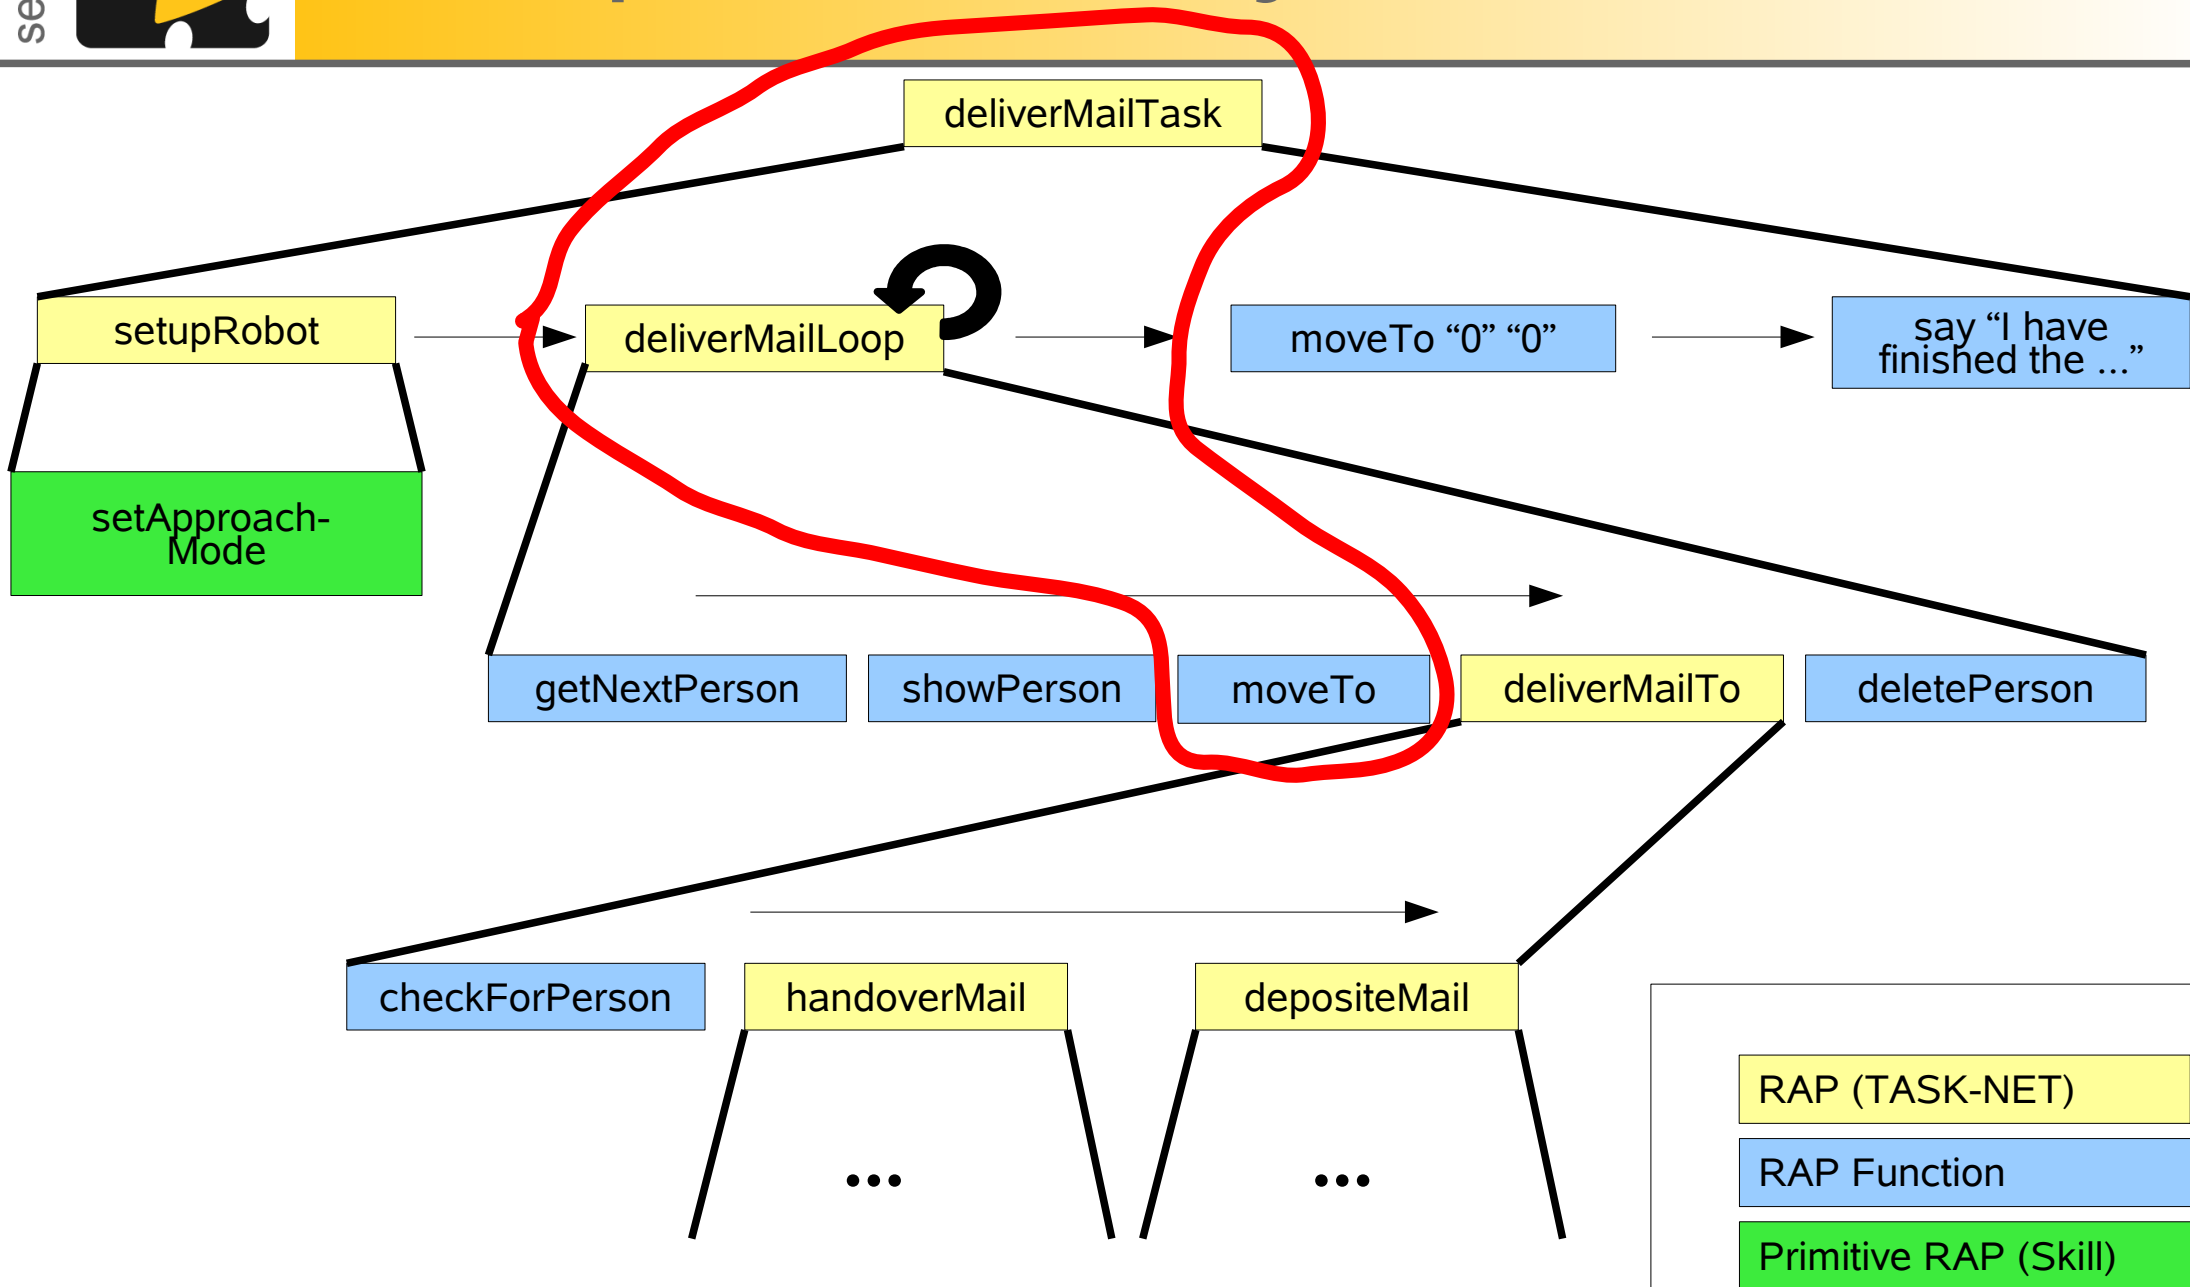 se
deliverMailTask
setupRobot
deliverMailLoop
moveTo “0” “0”
say “I have
finished the ...”
setApproach-
Mode
getNextPerson
showPerson
moveTo
deliverMailTo
deletePerson
checkForPerson
handoverMail
depositeMail
...
...
RAP (TASK-NET)
RAP Function
Primitive RAP (Skill)